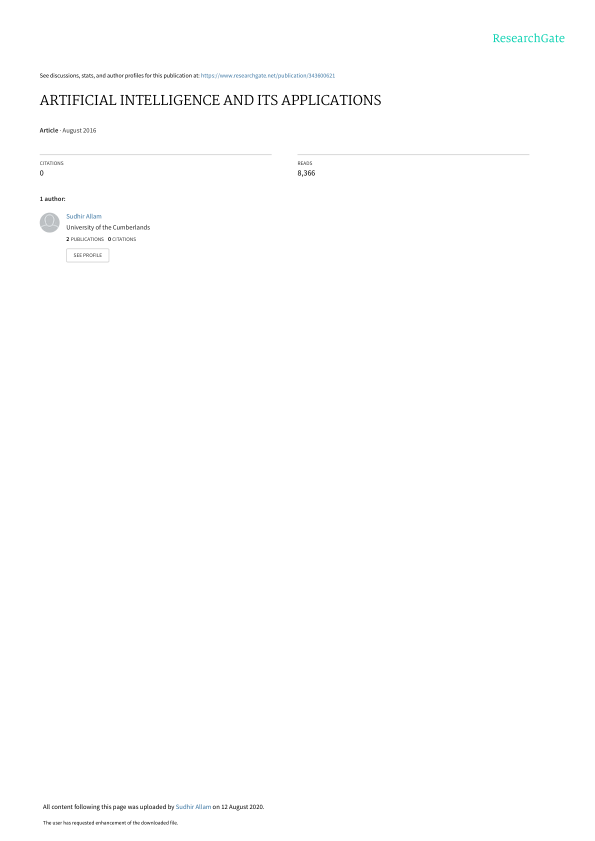 ResearchGate
See discussions, stats, and author profiles for this publication at: https://www.researchgate.net/publication/343600621
ARTIFICIAL INTELLIGENCE AND ITS APPLICATIONS
Article · August 2016
CITATIONS
0
READS
8,366
1 author:
Sudhir Allam
University of the Cumberlands
2 PUBLICATIONS 0 CITATIONS
SEE PROFILE
All content following this page was uploaded by Sudhir Allam on 12 August 2020.
The user has requested enhancement of the downloaded file.